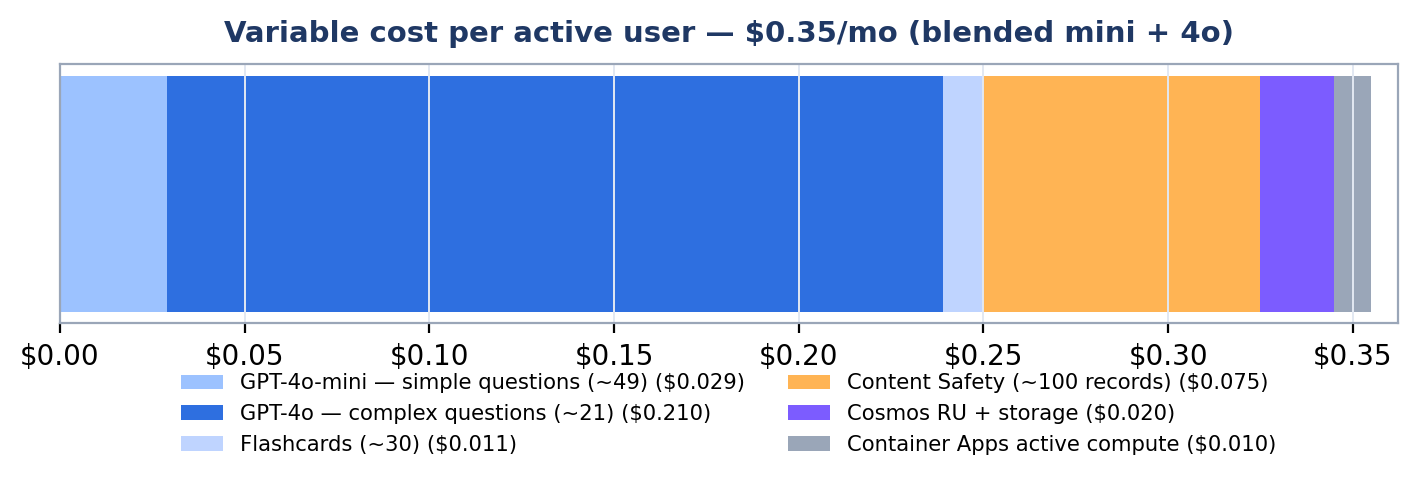 Variable cost per active user — $0.35/mo (blended mini + 4o)
$0.00 $0.05 $0.10 $0.15 $0.20 $0.25 $0.30 $0.35
GPT-4o-mini — simple questions (~49) ($0.029)
GPT-4o — complex questions (~21) ($0.210)
Flashcards (~30) ($0.011)
Content Safety (~100 records) ($0.075)
Cosmos RU + storage ($0.020)
Container Apps active compute ($0.010)